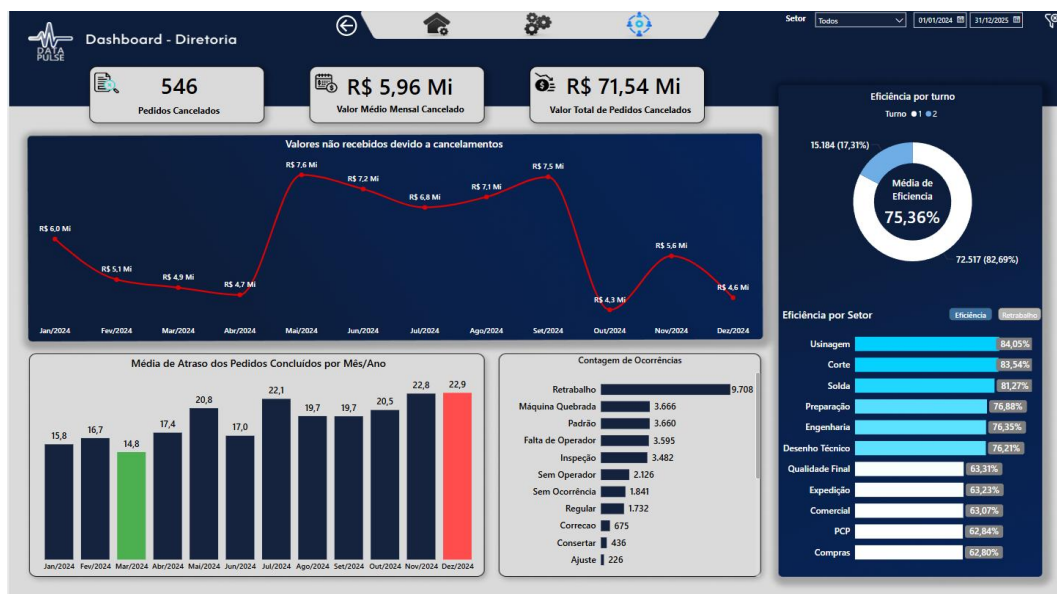 DATA
PULSE
Dashboard - Diretoria
Setor
Todos
01/01/2024
31/12/2025
546
Pedidos Cancelados
R$ 5,96 Mi
Valor Médio Mensal Cancelado
R$ 71,54 Mi
Valor Total de Pedidos Cancelados
Valores não recebidos devido a cancelamentos
R$ 6,0 Mi
R$ 5,1 Mi
R$ 4,9 Mi
R$ 4,7 Mi
R$ 7,6 Mi
R$ 7,2 Mi
R$ 6,8 Mi
R$ 7,1 Mi
R$ 7,5 Mi
R$ 4,3 Mi
R$ 5,6 Mi
R$ 4,6 Mi
Jan/2024 Fev/2024 Mar/2024 Abr/2024 Mai/2024 Jun/2024 Jul/2024 Ago/2024 Set/2024 Out/2024 Nov/2024 Dez/2024
Média de Atraso dos Pedidos Concluídos por Mês/Ano
15,8 16,7 14,8 17,4 20,8 17,0 22,1 19,7 19,7 20,5 22,8 22,9
Jan/2024 Fev/2024 Mar/2024 Abr/2024 Mai/2024 Jun/2024 Jul/2024 Ago/2024 Set/2024 Out/2024 Nov/2024 Dez/2024
Contagem de Ocorrências
Retrabalho 9.708
Máquina Quebrada 3.666
Padrão 3.660
Falta de Operador 3.595
Inspeção 3.482
Sem Operador 2.126
Sem Ocorrência 1.841
Regular 1.732
Correcao 675
Consertar 436
Ajuste 226
Eficiência por turno
Turno 1 2
15.184 (17,31%)
Média de
Eficiencia
75,36%
72.517 (82,69%)
Eficiência por Setor
Eficiência
Retrabalho
Usinagem 84,05%
Corte 83,54%
Solda 81,27%
Preparação 76,88%
Engenharia 76,35%
Desenho Técnico 76,21%
Qualidade Final 63,31%
Expedição 63,23%
Comercial 63,07%
PCP 62,84%
Compras 62,80%